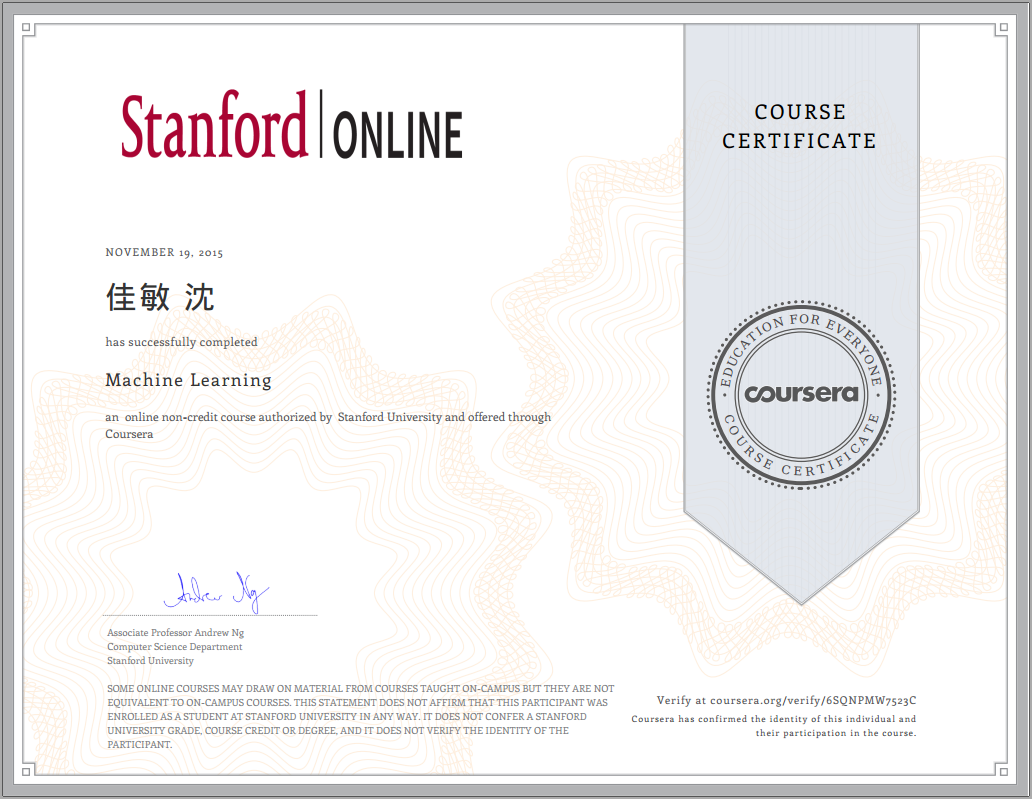 Stanford | ONLINE
COURSE
CERTIFICATE
NOVEMBER 19, 2015
佳敏 沈
has successfully completed
Machine Learning
an online non-credit course authorized by Stanford University and offered through
Coursera
EDUCATION FOR EVERYONE
coursera
COURSE CERTIFICATE
Andrew Ng
Associate Professor Andrew Ng
Computer Science Department
Stanford University
SOME ONLINE COURSES MAY DRAW ON MATERIAL FROM COURSES TAUGHT ON-CAMPUS BUT THEY ARE NOT
EQUIVALENT TO ON-CAMPUS COURSES. THIS STATEMENT DOES NOT AFFIRM THAT THIS PARTICIPANT WAS
ENROLLED AS A STUDENT AT STANFORD UNIVERSITY IN ANY WAY. IT DOES NOT CONFER A STANFORD
UNIVERSITY GRADE, COURSE CREDIT OR DEGREE, AND IT DOES NOT VERIFY THE IDENTITY OF THE
PARTICIPANT.
Verify at coursera.org/verify/6SQNPMW7523C
Coursera has confirmed the identity of this individual and
their participation in the course.